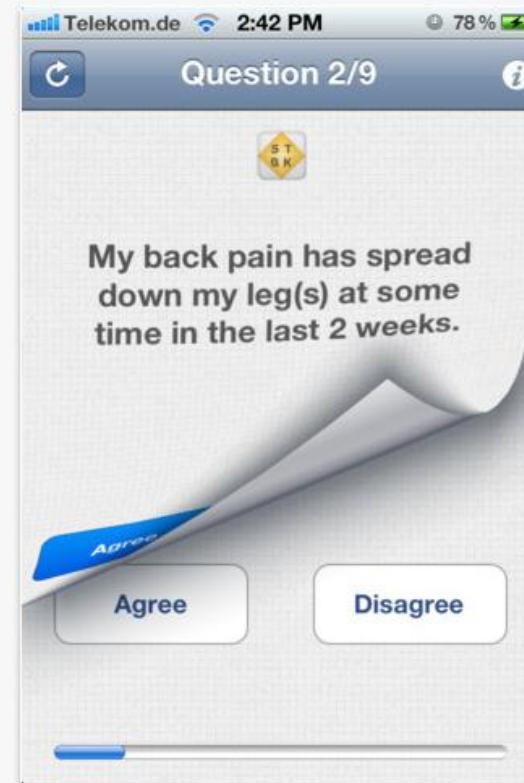 Telekom.de 2:42 PM 78 %
Question 2/9
S T
B K
My back pain has spread
down my leg(s) at some
time in the last 2 weeks.
Agree
Agree Disagree